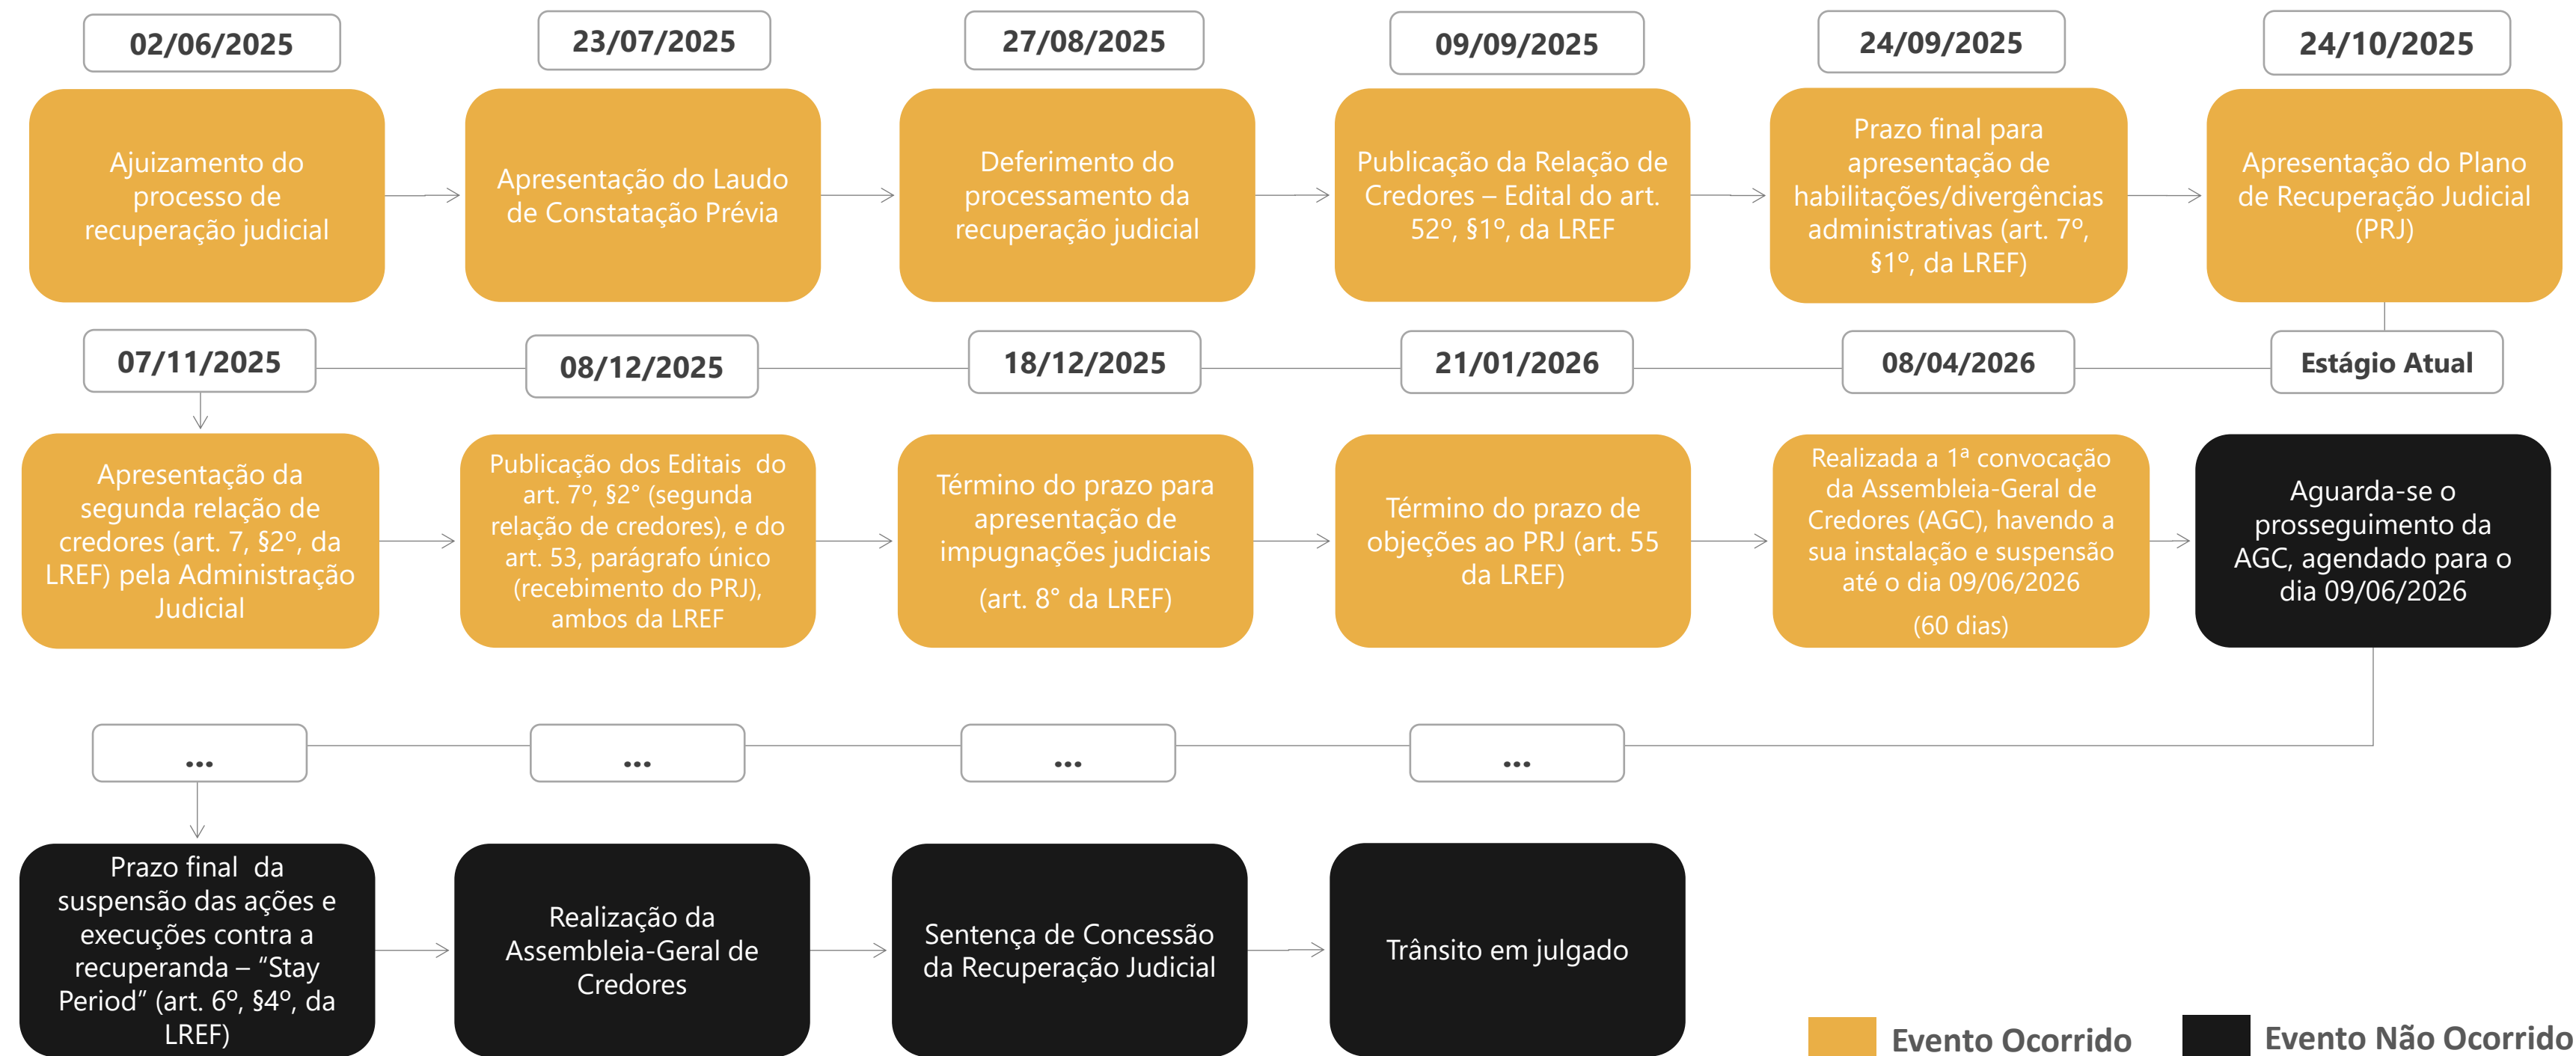 02/06/2025
23/07/2025
27/08/2025
09/09/2025
24/09/2025
24/10/2025
Ajuizamento do
processo de
recuperação judicial
Apresentação do Laudo
de Constatação Prévia
Deferimento do
processamento da
recuperação judicial
Publicação da Relação de
Credores – Edital do art.
52º, §1º, da LREF
Prazo final para
apresentação de
habilitações/divergências
administrativas (art. 7º,
§1º, da LREF)
Apresentação do Plano
de Recuperação Judicial
(PRJ)
07/11/2025
08/12/2025
18/12/2025
21/01/2026
08/04/2026
Estágio Atual
Apresentação da
segunda relação de
credores (art. 7, §2º, da
LREF) pela Administração
Judicial
Publicação dos Editais do
art. 7º, §2° (segunda
relação de credores), e do
art. 53, parágrafo único
(recebimento do PRJ),
ambos da LREF
Término do prazo para
apresentação de
impugnações judiciais
(art. 8° da LREF)
Término do prazo de
objeções ao PRJ (art. 55
da LREF)
Realizada a 1ª convocação
da Assembleia-Geral de
Credores (AGC), havendo a
sua instalação e suspensão
até o dia 09/06/2026
(60 dias)
Aguarda-se o
prosseguimento da
AGC, agendado para o
dia 09/06/2026
...
...
...
...
Prazo final da
suspensão das ações e
execuções contra a
recuperanda – “Stay
Period” (art. 6º, §4º, da
LREF)
Realização da
Assembleia-Geral de
Credores
Sentença de Concessão
da Recuperação Judicial
Trânsito em julgado
Evento Ocorrido
Evento Não Ocorrido